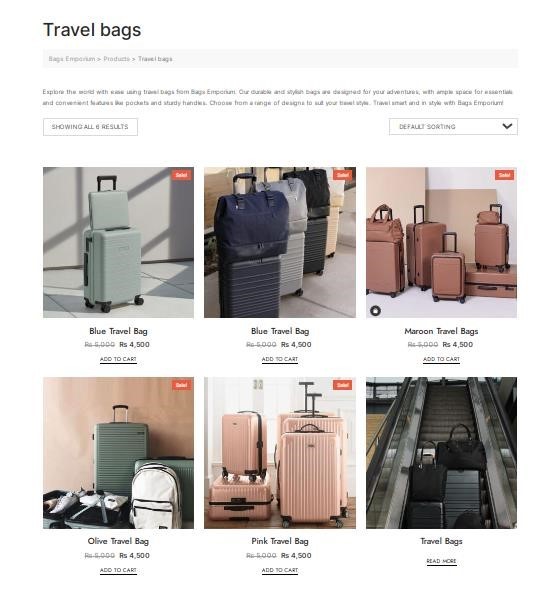 Travel bags
Bags Emporium > Products > Travel bags
Explore the world with ease using travel bags from Bags Emporium. Our durable and stylish bags are designed for your adventures, with ample space for essentials
and convenient features like pockets and sturdy handles. Choose from a range of designs to suit your travel style. Travel smart and in style with Bags Emporium!
SHOWING ALL 6 RESULTS
DEFAULT SORTING
Sale!
Sale!
Sale!
Blue Travel Bag
Rs 5,000 Rs 4,500
ADD TO CART
Blue Travel Bag
Rs 5,000 Rs 4,500
ADD TO CART
Maroon Travel Bags
Rs 5,000 Rs 4,500
ADD TO CART
Sale!
Sale!
Olive Travel Bag
Rs 5,000 Rs 4,500
ADD TO CART
Pink Travel Bag
Rs 5,000 Rs 4,500
ADD TO CART
Travel Bags
READ MORE